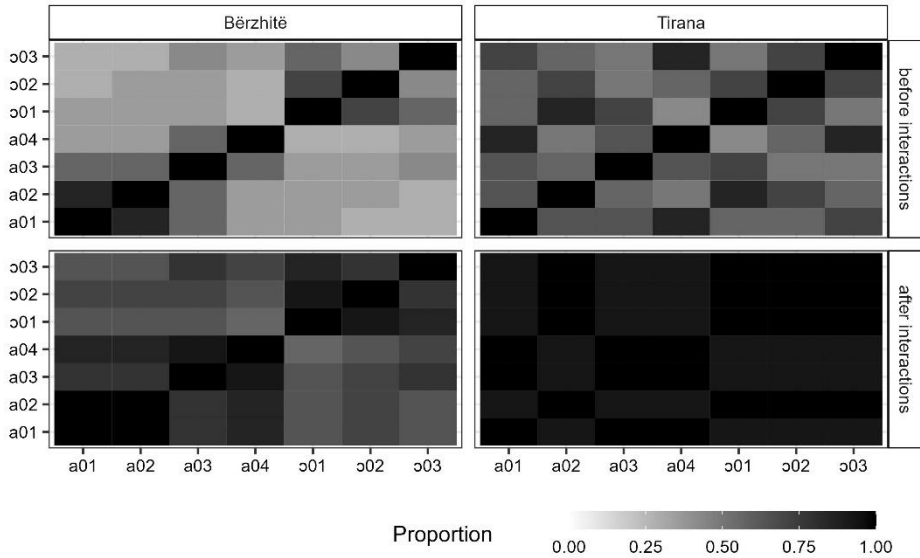 Bërzhitë
Tirana
ɔ03
ɔ02
ɔ01
a04
a03
a02
a01
before interactions
ɔ03
ɔ02
ɔ01
a04
a03
a02
a01
after interactions
a01 a02 a03 a04 ɔ01 ɔ02 ɔ03
a01 a02 a03 a04 ɔ01 ɔ02 ɔ03
Proportion
0.00 0.25 0.50 0.75 1.00